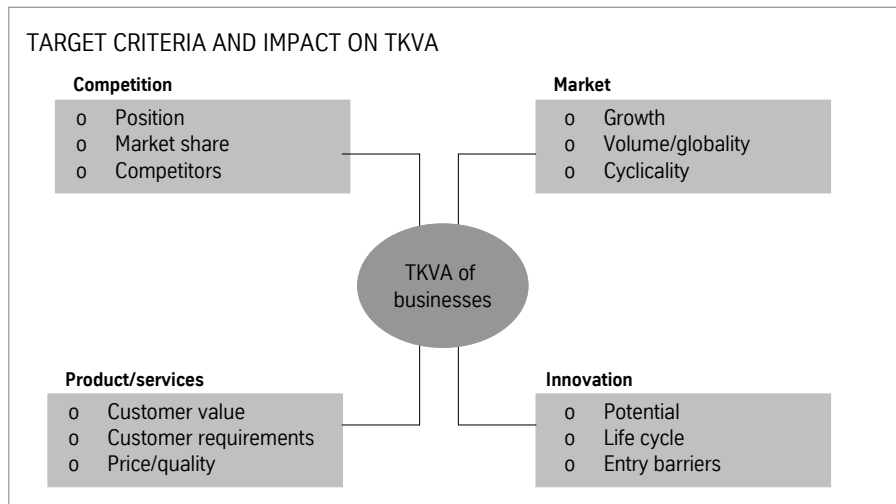 TARGET CRITERIA AND IMPACT ON TKVA
Competition
o Position
o Market share
o Competitors
Market
o Growth
o Volume/globality
o Cyclicality
TKVA of
businesses
Product/services
o Customer value
o Customer requirements
o Price/quality
Innovation
o Potential
o Life cycle
o Entry barriers